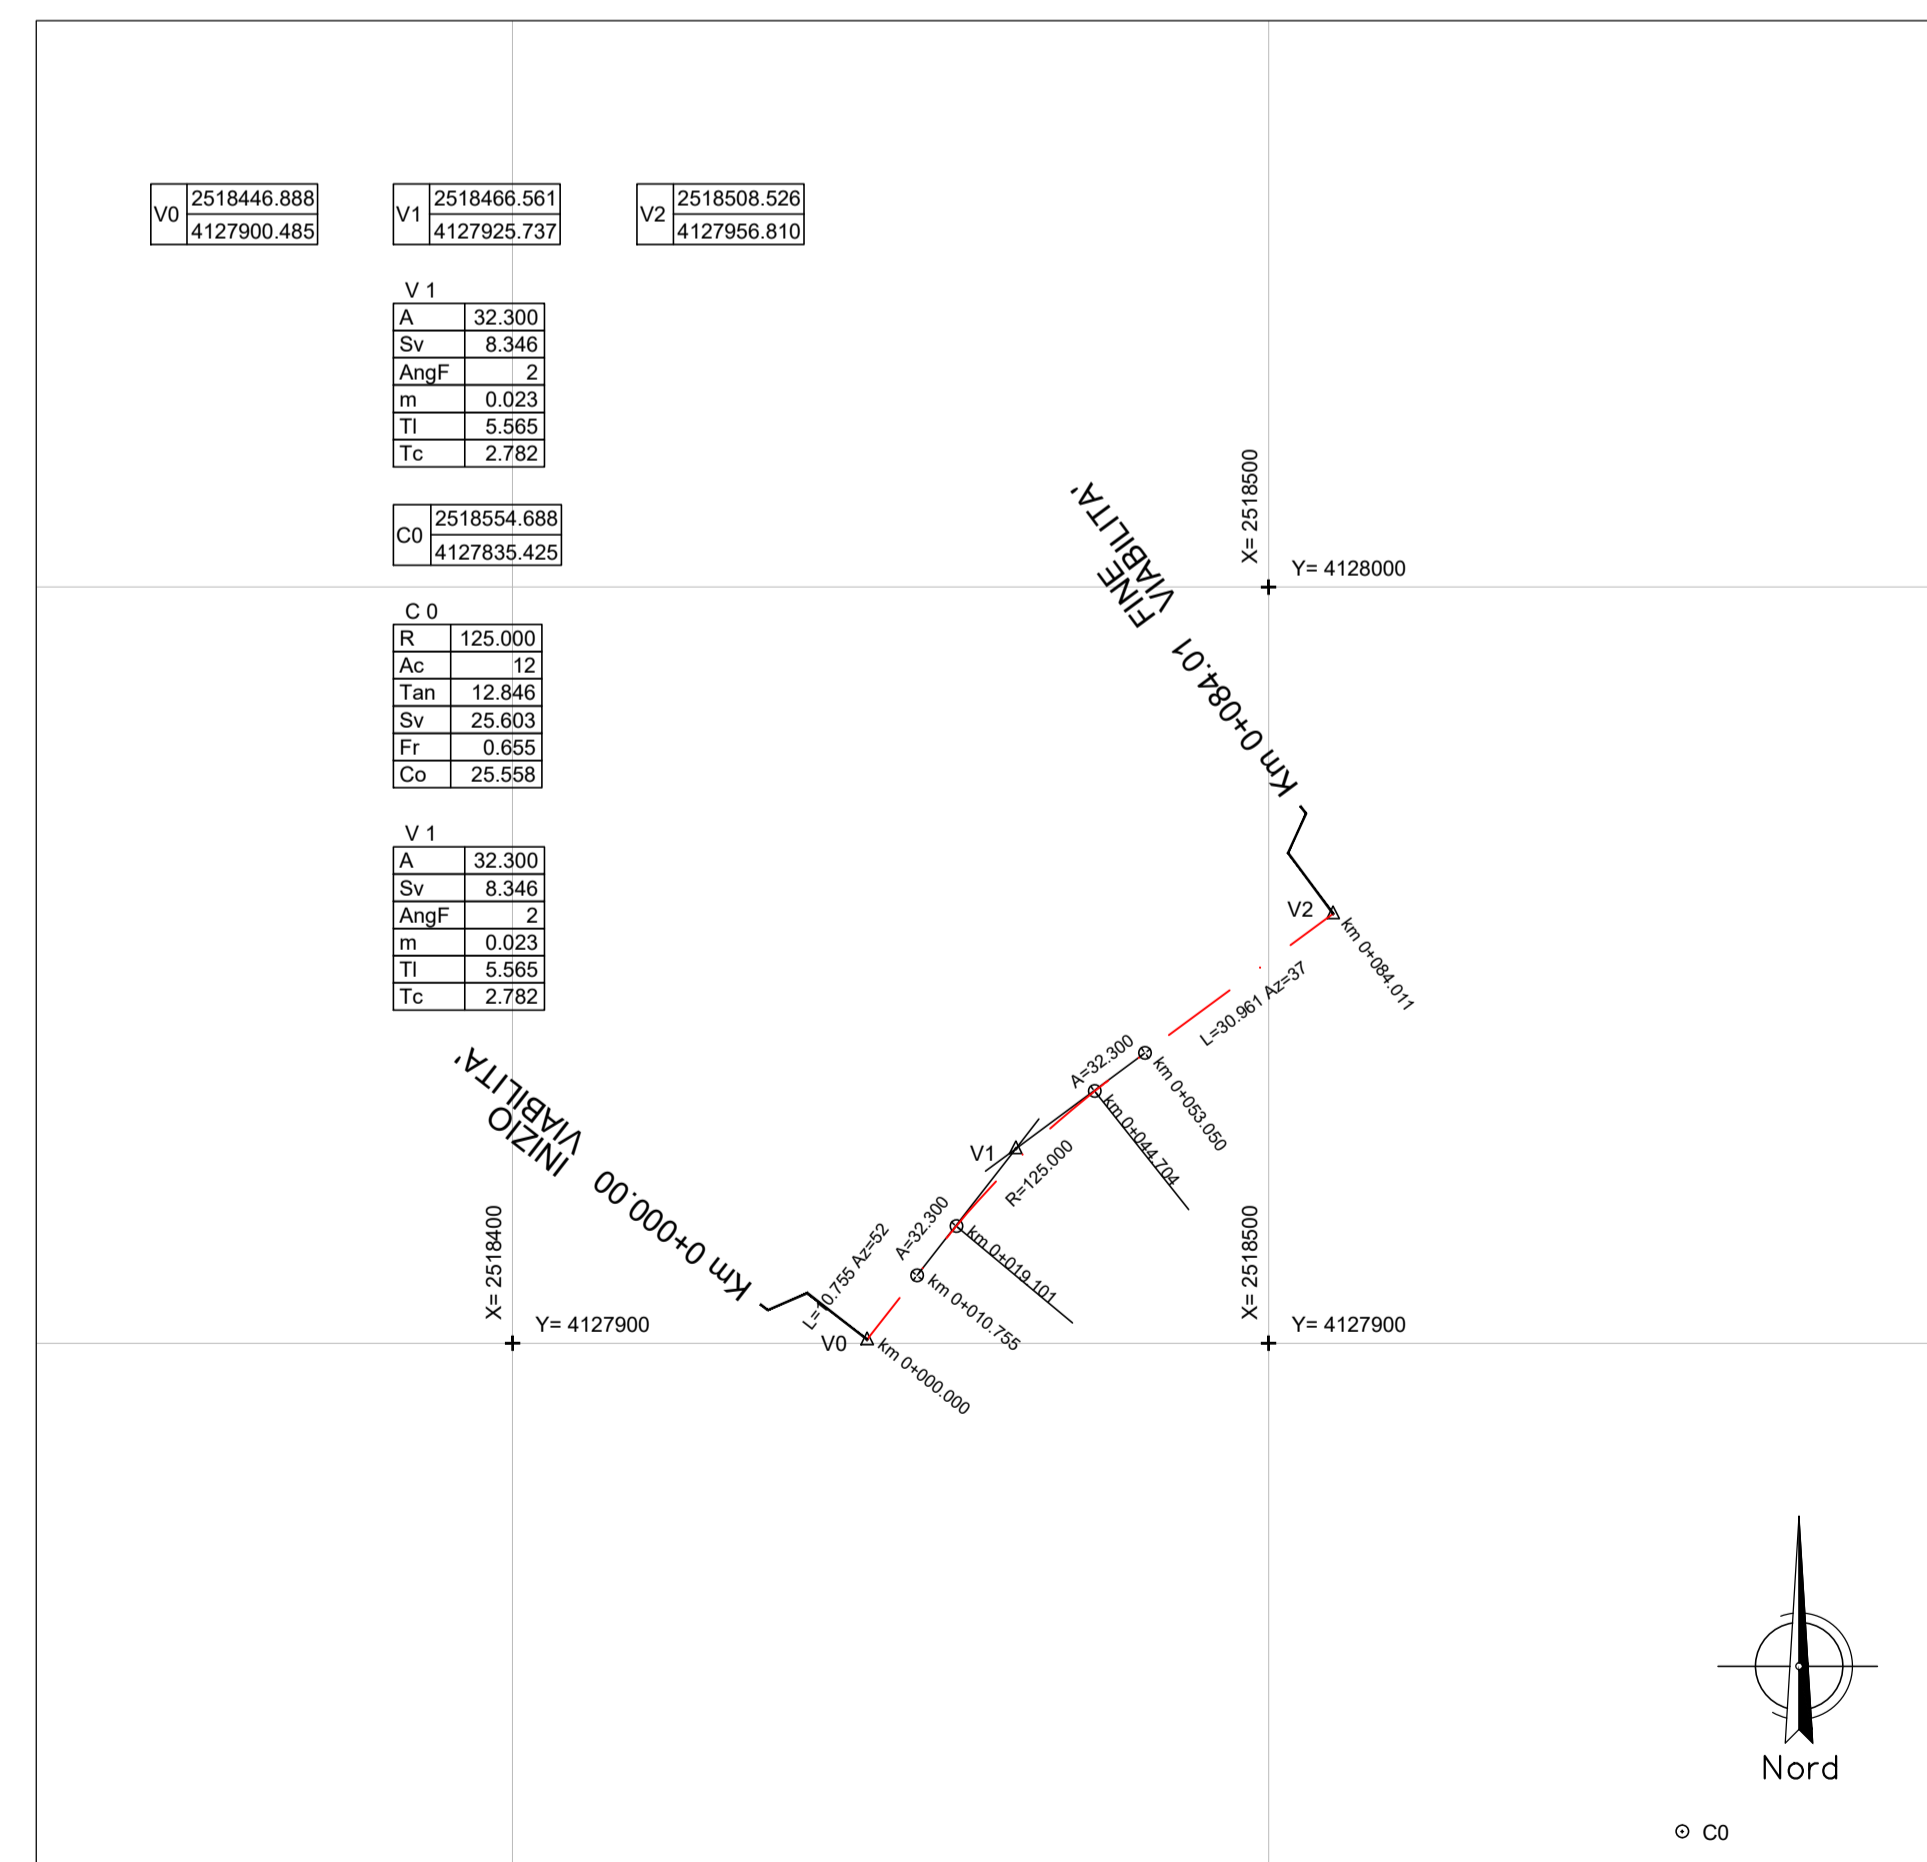 V0 2518446.888
4127900.485
V1 2518466.561
4127925.737
V2 2518508.526
4127956.810
V 1
A 32.300
Sv 8.346
AngF 2
m 0.023
Tl 5.565
Tc 2.782
C0 2518554.688
4127835.425
C 0
R 125.000
Ac 12
Tan 12.846
Sv 25.603
Fr 0.655
Co 25.558
V 1
A 32.300
Sv 8.346
AngF 2
m 0.023
Tl 5.565
Tc 2.782
X= 2518500
Y= 4128000
FINE
VIABILITA'
Km 0+084.01
V2
km 0+084.011
L=30.961 Az=37
A=32.300
km 0+053.050
km 0+044.704
V1
R=125.000
A=32.300
km 0+019.101
L=10.755 Az=52
km 0+010.755
INIZIO
VIABILITA'
Km 0+000.00
V0
km 0+000.000
X= 2518400
Y= 4127900
X= 2518500
Y= 4127900
Nord
C0